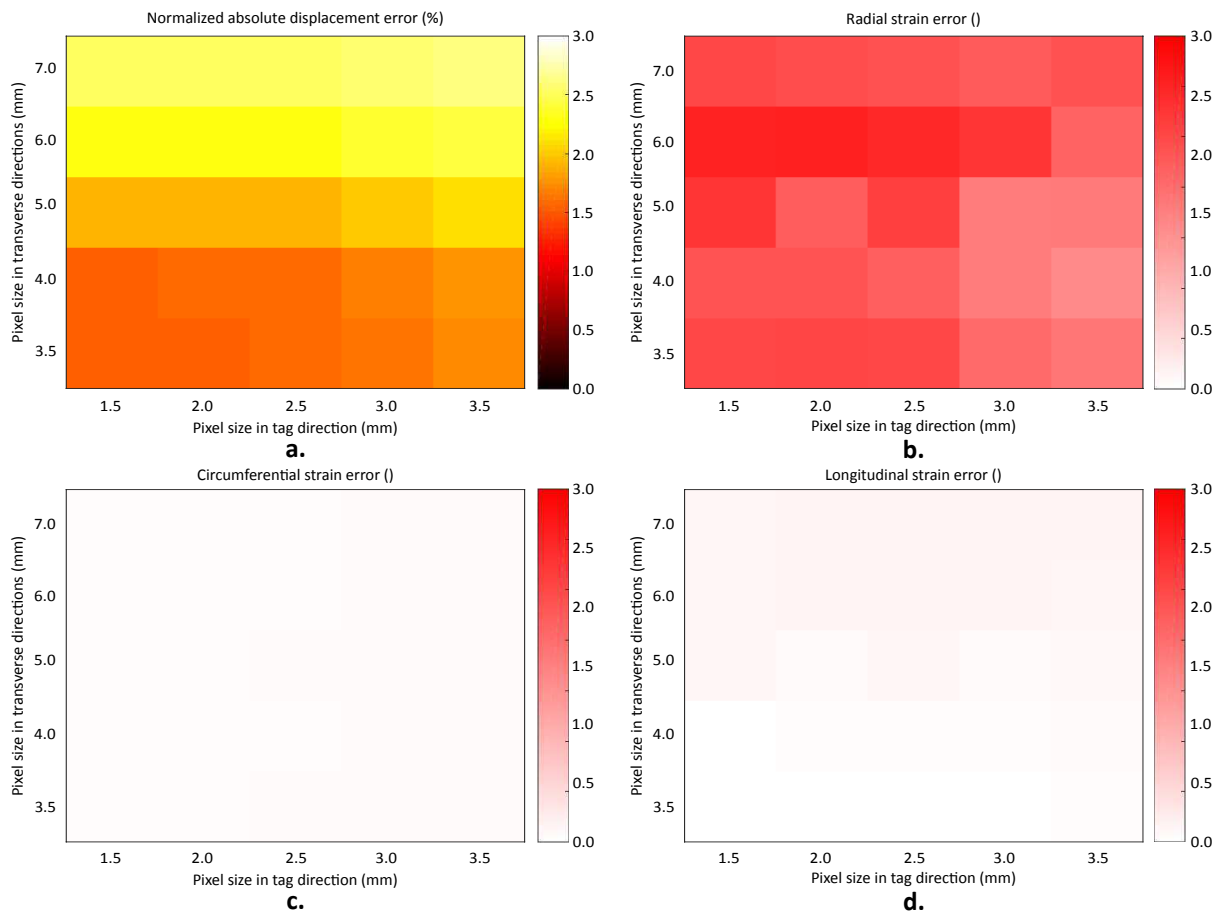 Normalized absolute displacement error (%)
Pixel size in transverse directions (mm)
7.0
6.0
5.0
4.0
3.5
1.5 2.0 2.5 3.0 3.5
Pixel size in tag direction (mm)
3.0
2.5
2.0
1.5
1.0
0.5
0.0
a.
Radial strain error ()
Pixel size in transverse directions (mm)
7.0
6.0
5.0
4.0
3.5
1.5 2.0 2.5 3.0 3.5
Pixel size in tag direction (mm)
3.0
2.5
2.0
1.5
1.0
0.5
0.0
b.
Circumferential strain error ()
Pixel size in transverse directions (mm)
7.0
6.0
5.0
4.0
3.5
1.5 2.0 2.5 3.0 3.5
Pixel size in tag direction (mm)
3.0
2.5
2.0
1.5
1.0
0.5
0.0
c.
Longitudinal strain error ()
Pixel size in transverse directions (mm)
7.0
6.0
5.0
4.0
3.5
1.5 2.0 2.5 3.0 3.5
Pixel size in tag direction (mm)
3.0
2.5
2.0
1.5
1.0
0.5
0.0
d.